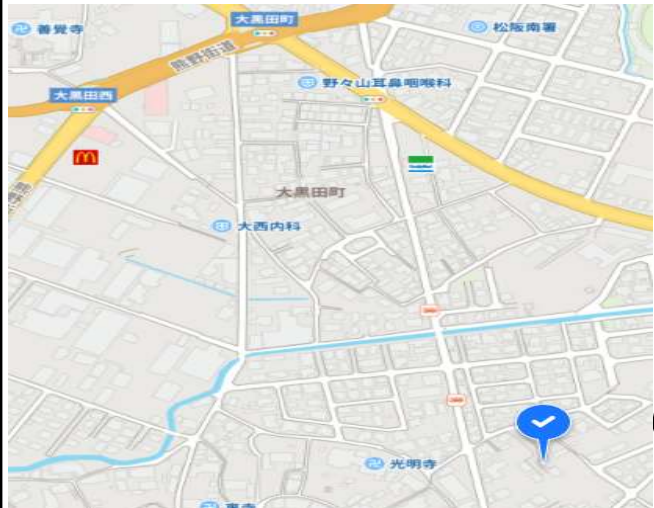 大黒田町
善覚寺
松阪南署
熊野街道
野々山耳鼻咽喉科
大黒田西
大黒田町
大西内科
光明寺